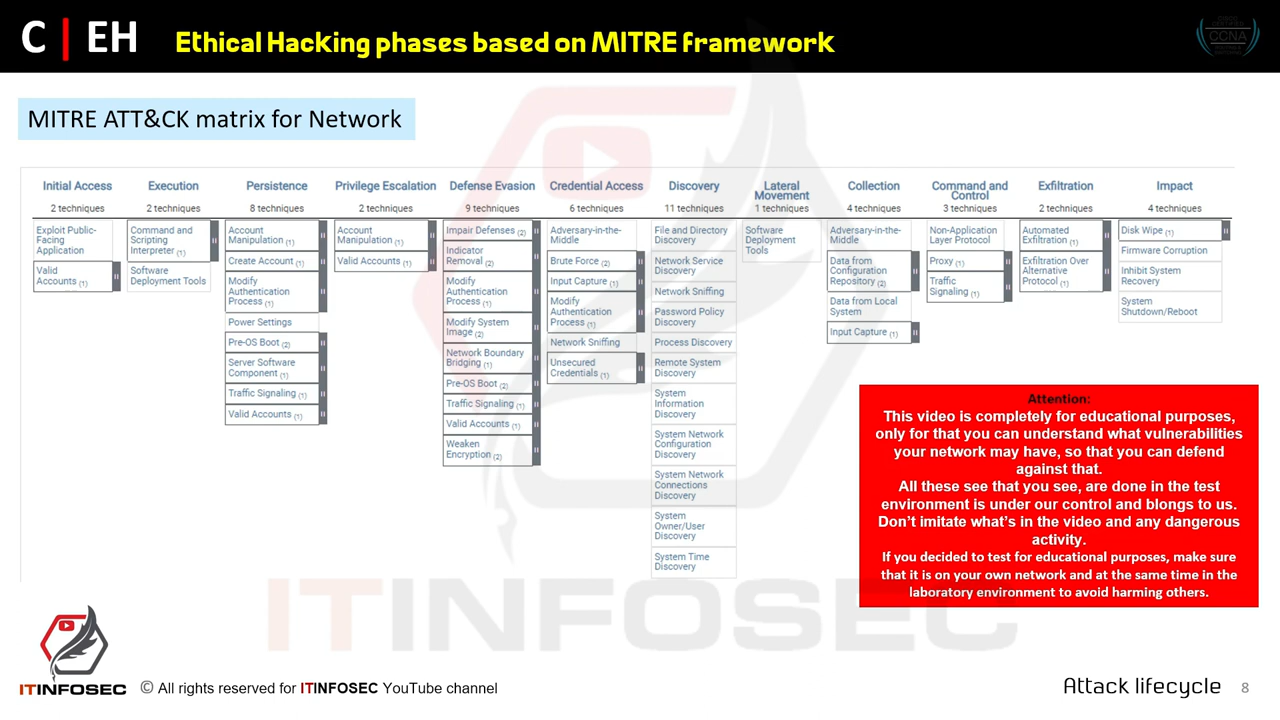 C | EH
Ethical Hacking phases based on MITRE framework
CCNA
MITRE ATT&CK matrix for Network
Initial Access
2 techniques
Exploit Public-
Facing
Application
Valid
Accounts (1)
Execution
2 techniques
Command and
Scripting
Interpreter (1)
Software
Deployment Tools
Persistence
8 techniques
Account
Manipulation (1)
Create Account (1)
Modify
Authentication
Process (1)
Power Settings
Pre-OS Boot (2)
Server Software
Component (1)
Traffic Signaling (1)
Valid Accounts (1)
Privilege Escalation
2 techniques
Account
Manipulation (1)
Valid Accounts (1)
Defense Evasion
9 techniques
Impair Defenses (2)
Indicator
Removal (2)
Modify
Authentication
Process (1)
Modify System
Image (2)
Network Boundary
Bridging (1)
Pre-OS Boot (2)
Traffic Signaling (1)
Valid Accounts (1)
Weaken
Encryption (2)
Credential Access
6 techniques
Adversary-in-the-
Middle
Brute Force (2)
Input Capture (1)
Modify
Authentication
Process (1)
Network Sniffing
Unsecured
Credentials (1)
Discovery
11 techniques
File and Directory
Discovery
Network Service
Discovery
Network Sniffing
Password Policy
Discovery
Process Discovery
Remote System
Discovery
System
Information
Discovery
System Network
Configuration
Discovery
System Network
Connections
Discovery
System
Owner/User
Discovery
System Time
Discovery
Lateral
Movement
1 techniques
Software
Deployment
Tools
Collection
4 techniques
Adversary-in-the-
Middle
Data from
Configuration
Repository (2)
Data from Local
System
Input Capture (1)
Command and
Control
3 techniques
Non-Application
Layer Protocol
Proxy (1)
Traffic
Signaling (1)
Exfiltration
2 techniques
Automated
Exfiltration (1)
Exfiltration Over
Alternative
Protocol (1)
Impact
4 techniques
Disk Wipe (1)
Firmware Corruption
Inhibit System
Recovery
System
Shutdown/Reboot
Attention:
This video is completely for educational purposes,
only for that you can understand what vulnerabilities
your network may have, so that you can defend
against that.
All these see that you see, are done in the test
environment is under our control and blongs to us.
Don't imitate what's in the video and any dangerous
activity.
If you decided to test for educational purposes, make sure
that it is on your own network and at the same time in the
laboratory environment to avoid harming others.
ITINFOSEC
ITINFOSEC
© All rights reserved for ITINFOSEC YouTube channel
Attack lifecycle
8